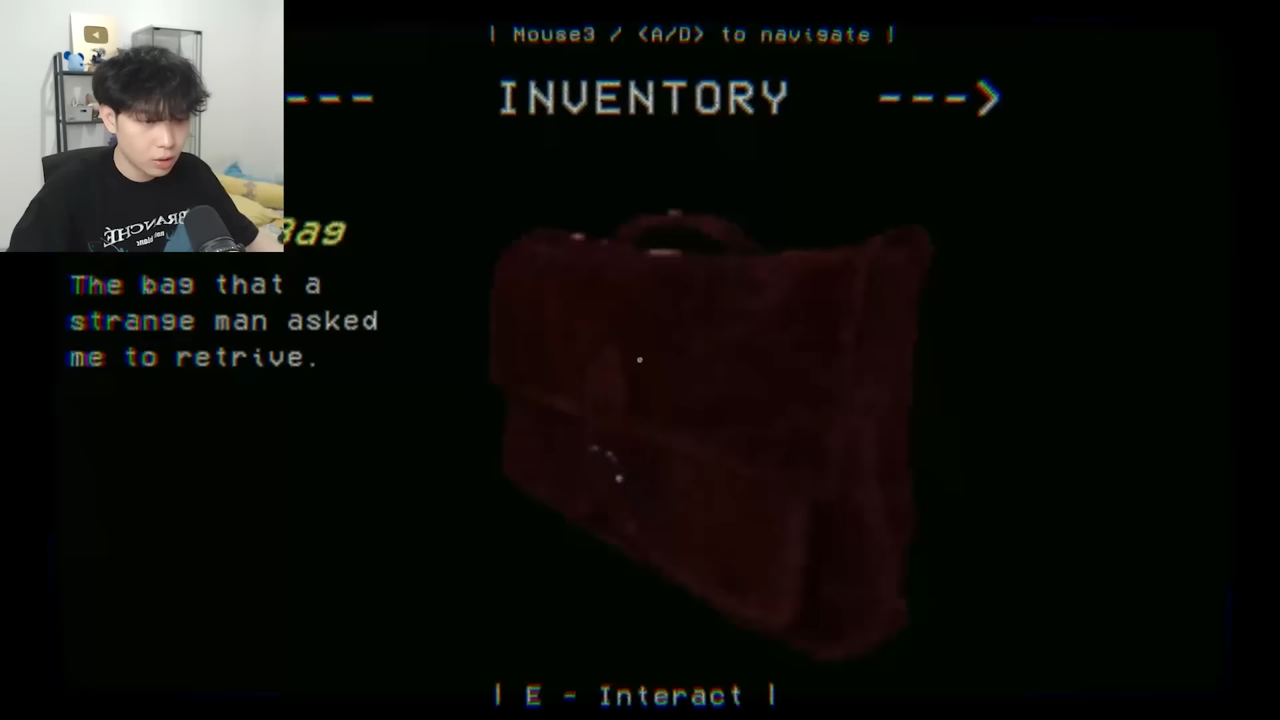 | Mouse3 / <A/D> to navigate |
--- INVENTORY --->
Bag
The bag that a
strange man asked
me to retrive.
| E - Interact |